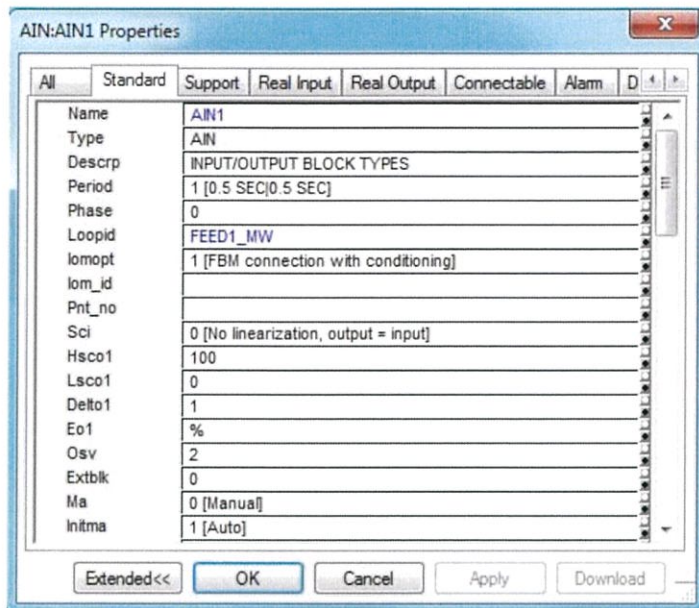 AIN:AIN1 Properties
All Standard Support Real Input Real Output Connectable Alarm D
Name AIN1
Type AIN
Descrp INPUT/OUTPUT BLOCK TYPES
Period 1 [0.5 SEC|0.5 SEC]
Phase 0
Loopid FEED1_MW
Iomopt 1 [FBM connection with conditioning]
Iom_id
Pnt_no
Sci 0 [No linearization, output = input]
Hsco1 100
Lsco1 0
Delto1 1
Eo1 %
Osv 2
Extblk 0
Ma 0 [Manual]
Initma 1 [Auto]
Extended<< OK Cancel Apply Download